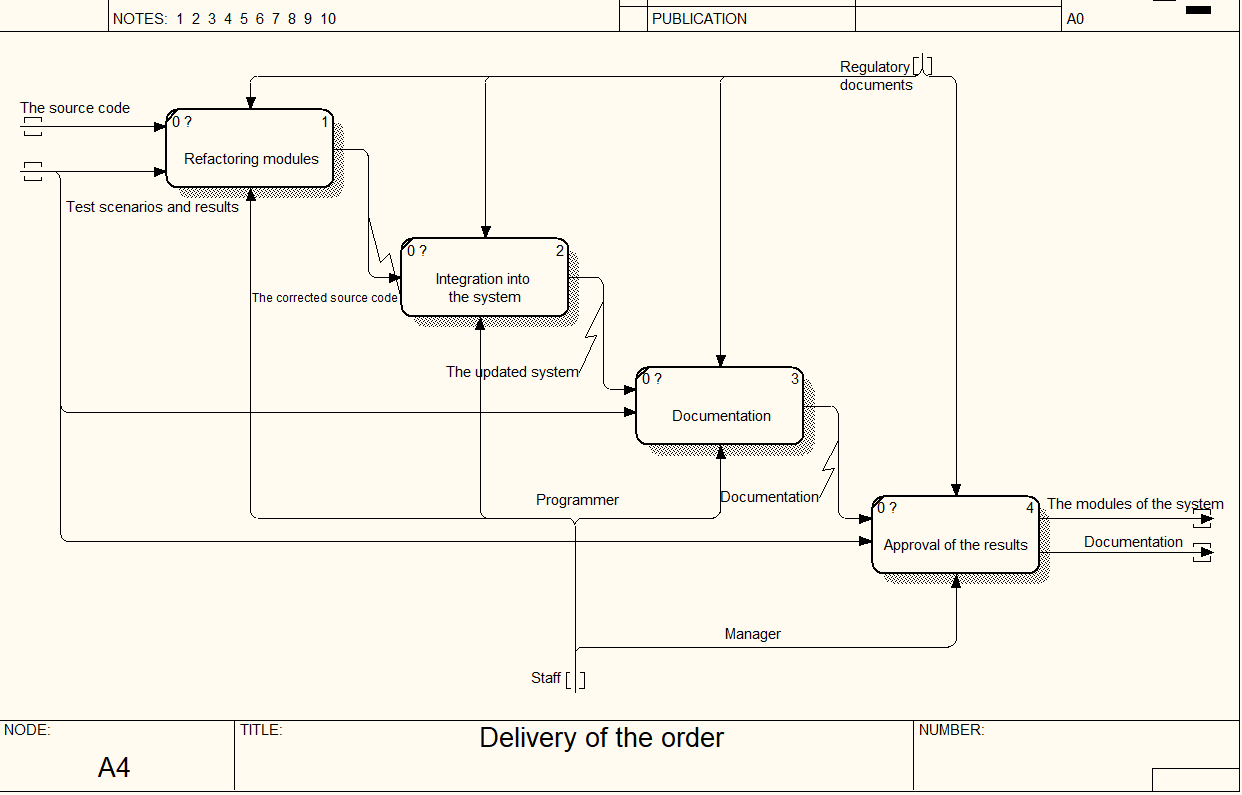 NOTES: 1 2 3 4 5 6 7 8 9 10
PUBLICATION
A0
Regulatory
documents
The source code
0 ?
1
Refactoring modules
Test scenarios and results
0 ?
2
Integration into
the system
The corrected source code
The updated system
0 ?
3
Documentation
Programmer
Documentation
0 ?
4
Approval of the results
The modules of the system
Documentation
Manager
Staff
NODE:
A4
TITLE:
Delivery of the order
NUMBER: